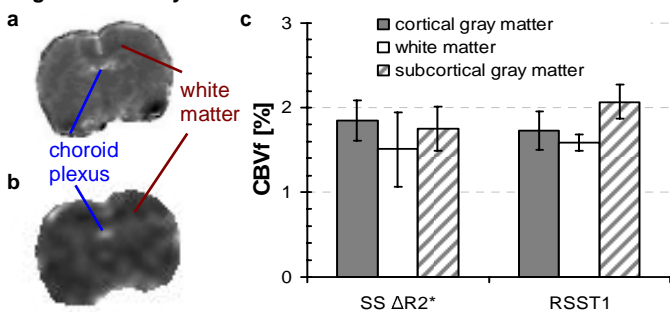 a
white
matter
choroid
plexus
b
c
cortical gray matter
white matter
subcortical gray matter
CBVf [%]
3
2
1
0
SS ΔR2*
RSST1